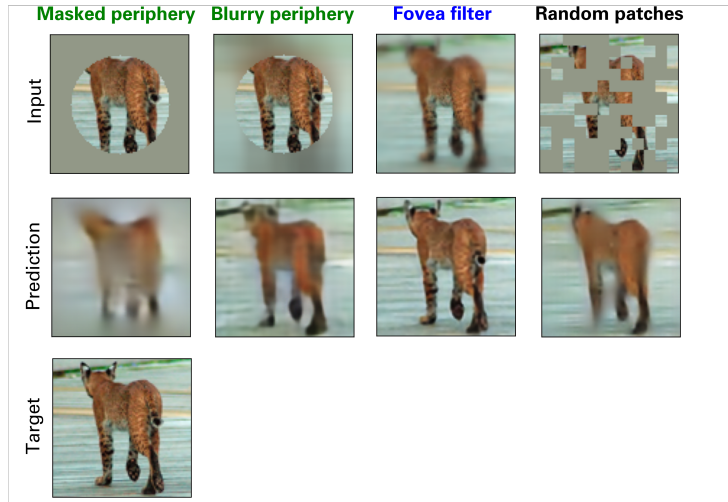 Masked periphery Blurry periphery Fovea filter Random patches
Input
Prediction
Target